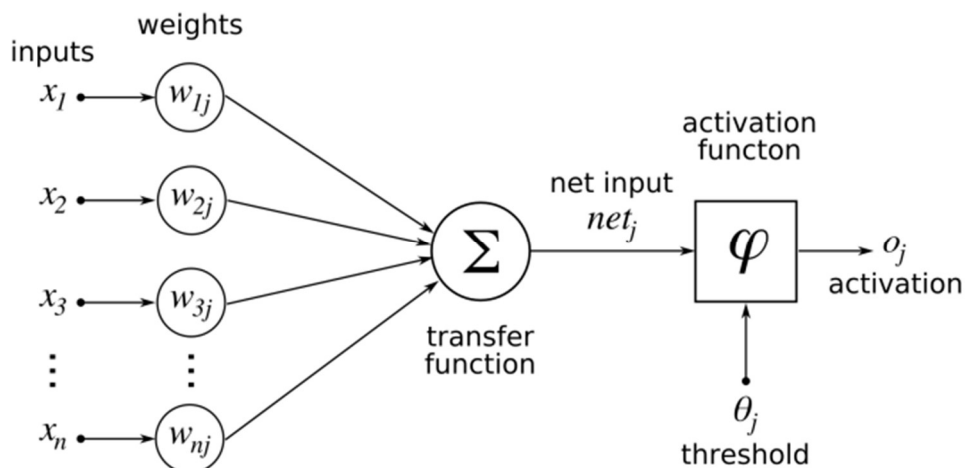 weights
inputs
x1
w1j
x2
w2j
x3
w3j
⋮ ⋮
xn
wnj
Σ
transfer
function
net input
netj
activation
functon
φ
oj
activation
θj
threshold